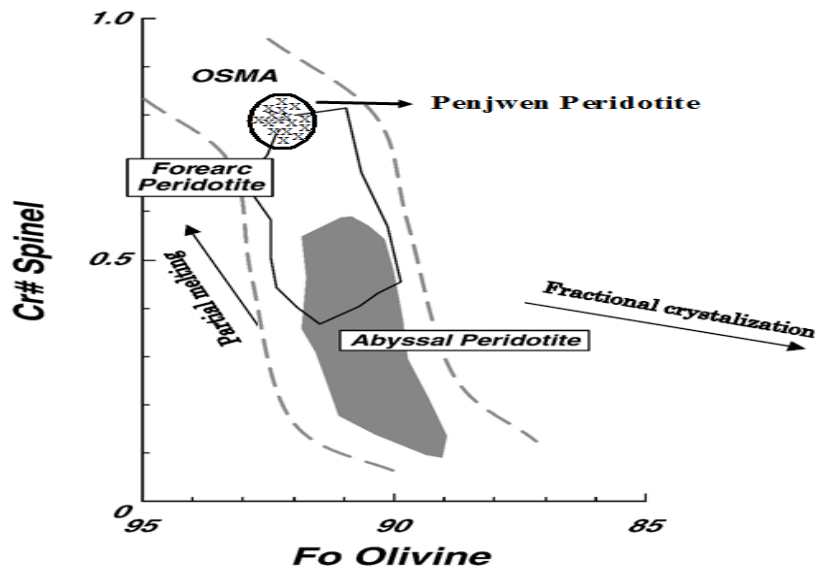 1.0
OSMA
Penjwen Peridotite
Forearc
Peridotite
Cr# Spinel
0.5
Partial melting
Fractional crystalization
Abyssal Peridotite
0
95
90
85
Fo Olivine